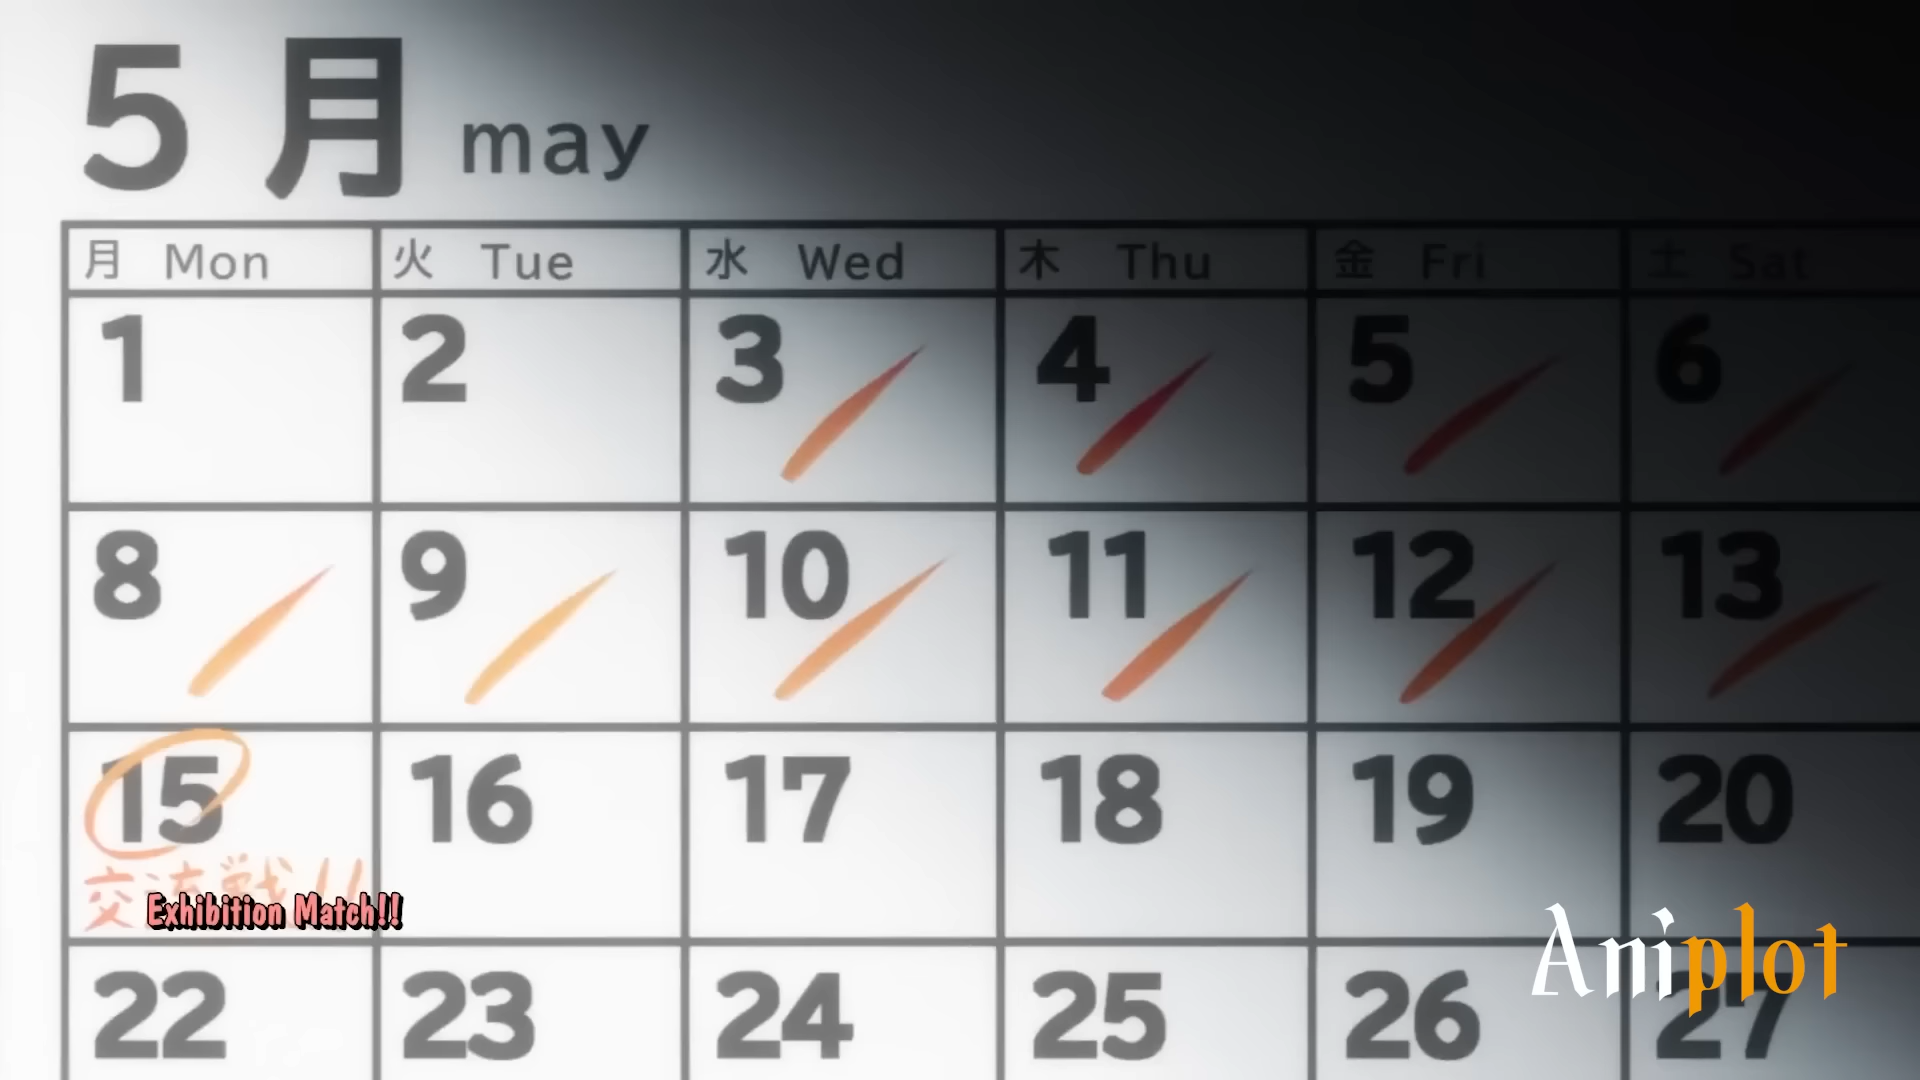 5月 may
月 Mon 火 Tue 水 Wed 木 Thu 金 Fri 土 Sat
1 2 3 4 5 6
8 9 10 11 12 13
15 16 17 18 19 20
交流戦!!
Exhibition Match!!
22 23 24 25 26 27
Aniplot